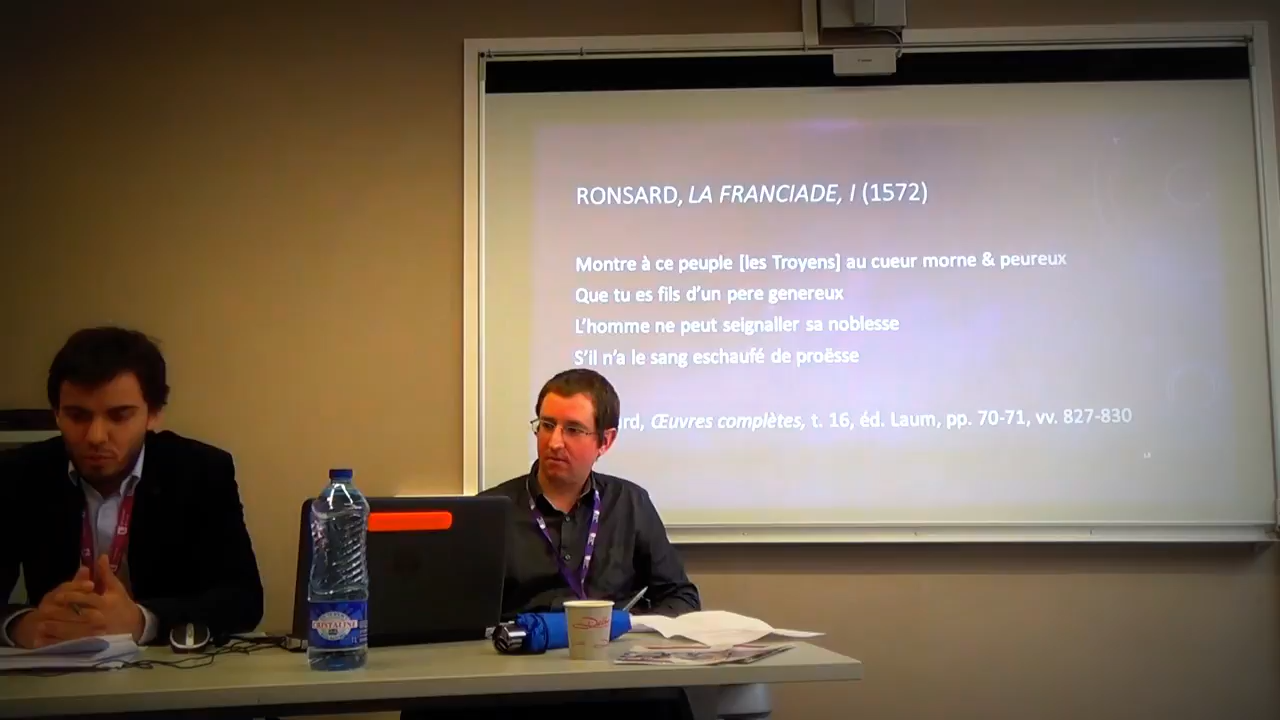 RONSARD, LA FRANCIADE, I (1572)
Montre à ce peuple [les Troyens] au cueur morne & peureux
Que tu es fils d'un pere genereux
L'homme ne peut seignaller sa noblesse
S'il n'a le sang eschaufé de proësse
ard, Œuvres complètes, t. 16, éd. Laum, pp. 70-71, vv. 827-830
CRISTALINE